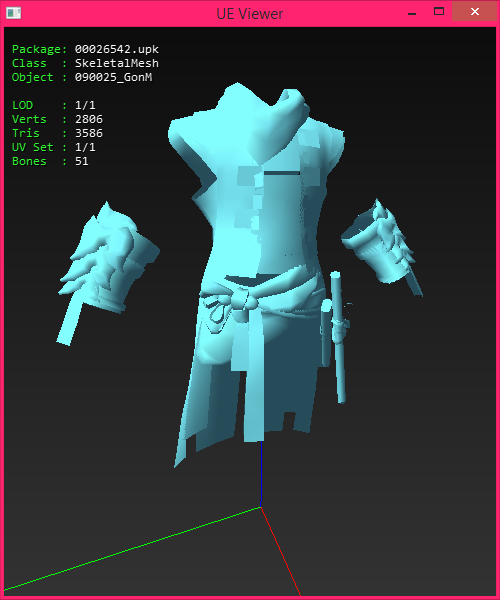 UE Viewer
Package: 00026542.upk
Class : SkeletalMesh
Object : 090025_GonM
LOD : 1/1
Verts : 2806
Tris : 3586
UV Set : 1/1
Bones : 51